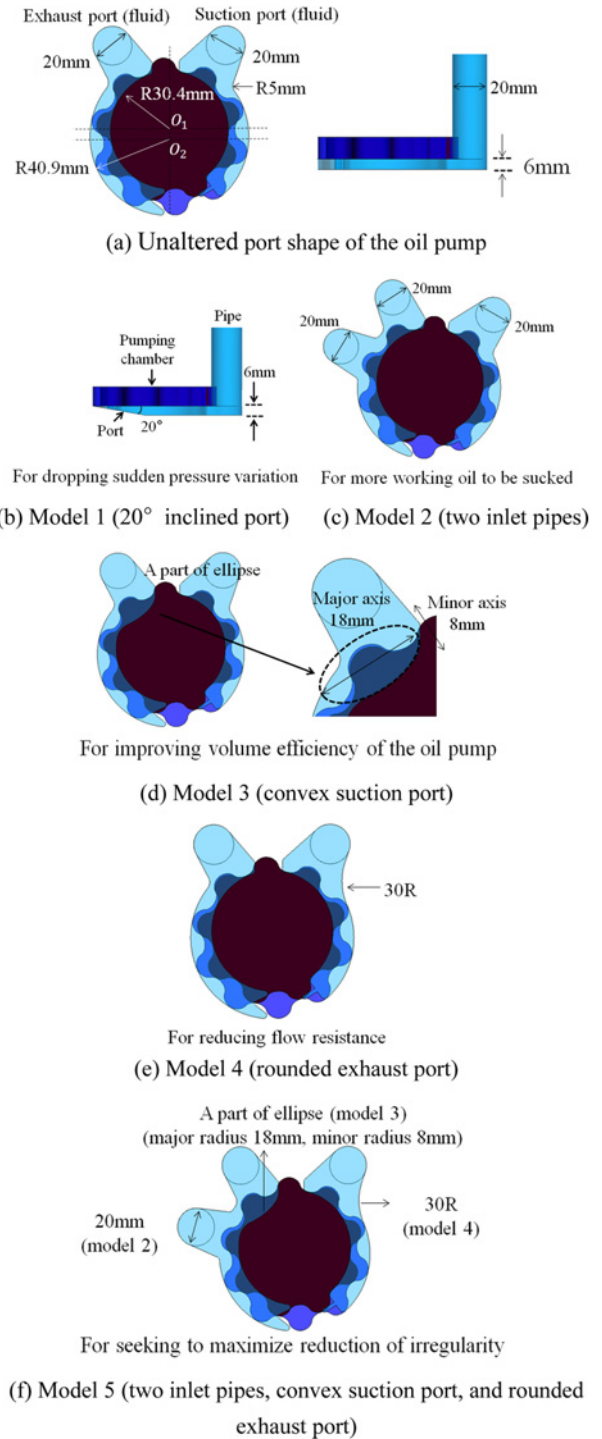 Exhaust port (fluid)
Suction port (fluid)
20mm
20mm
R30.4mm
R5mm
O1
O2
R40.9mm
20mm
6mm
(a) Unaltered port shape of the oil pump
Pipe
Pumping
chamber
6mm
Port
20°
20mm
20mm
20mm
For dropping sudden pressure variation
For more working oil to be sucked
(b) Model 1 (20° inclined port)
(c) Model 2 (two inlet pipes)
A part of ellipse
Major axis
18mm
Minor axis
8mm
For improving volume efficiency of the oil pump
(d) Model 3 (convex suction port)
30R
For reducing flow resistance
(e) Model 4 (rounded exhaust port)
A part of ellipse (model 3)
(major radius 18mm, minor radius 8mm)
20mm
(model 2)
30R
(model 4)
For seeking to maximize reduction of irregularity
(f) Model 5 (two inlet pipes, convex suction port, and rounded
exhaust port)